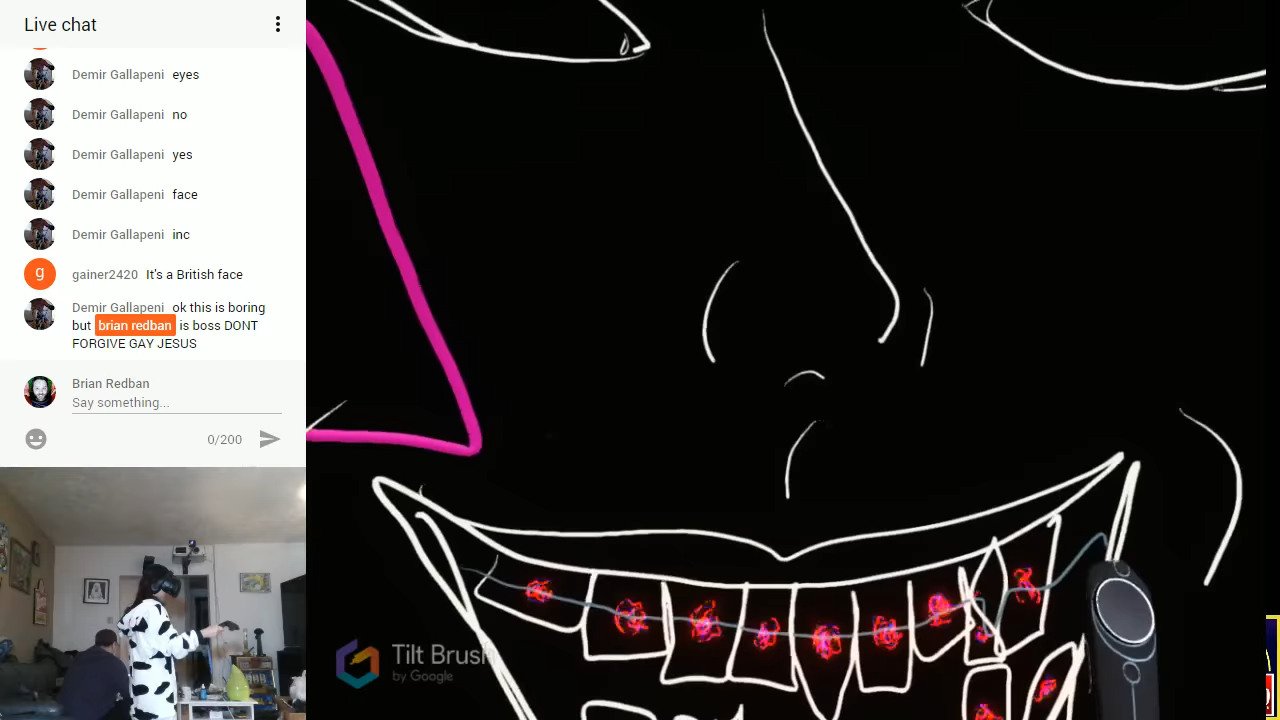 Live chat
Demir Gallapeni eyes
Demir Gallapeni no
Demir Gallapeni yes
Demir Gallapeni face
Demir Gallapeni inc
g
gainer2420 It's a British face
Demir Gallapeni ok this is boring
but brian redban is boss DONT
FORGIVE GAY JESUS
Brian Redban
Say something...
0/200
Tilt Brush
by Google